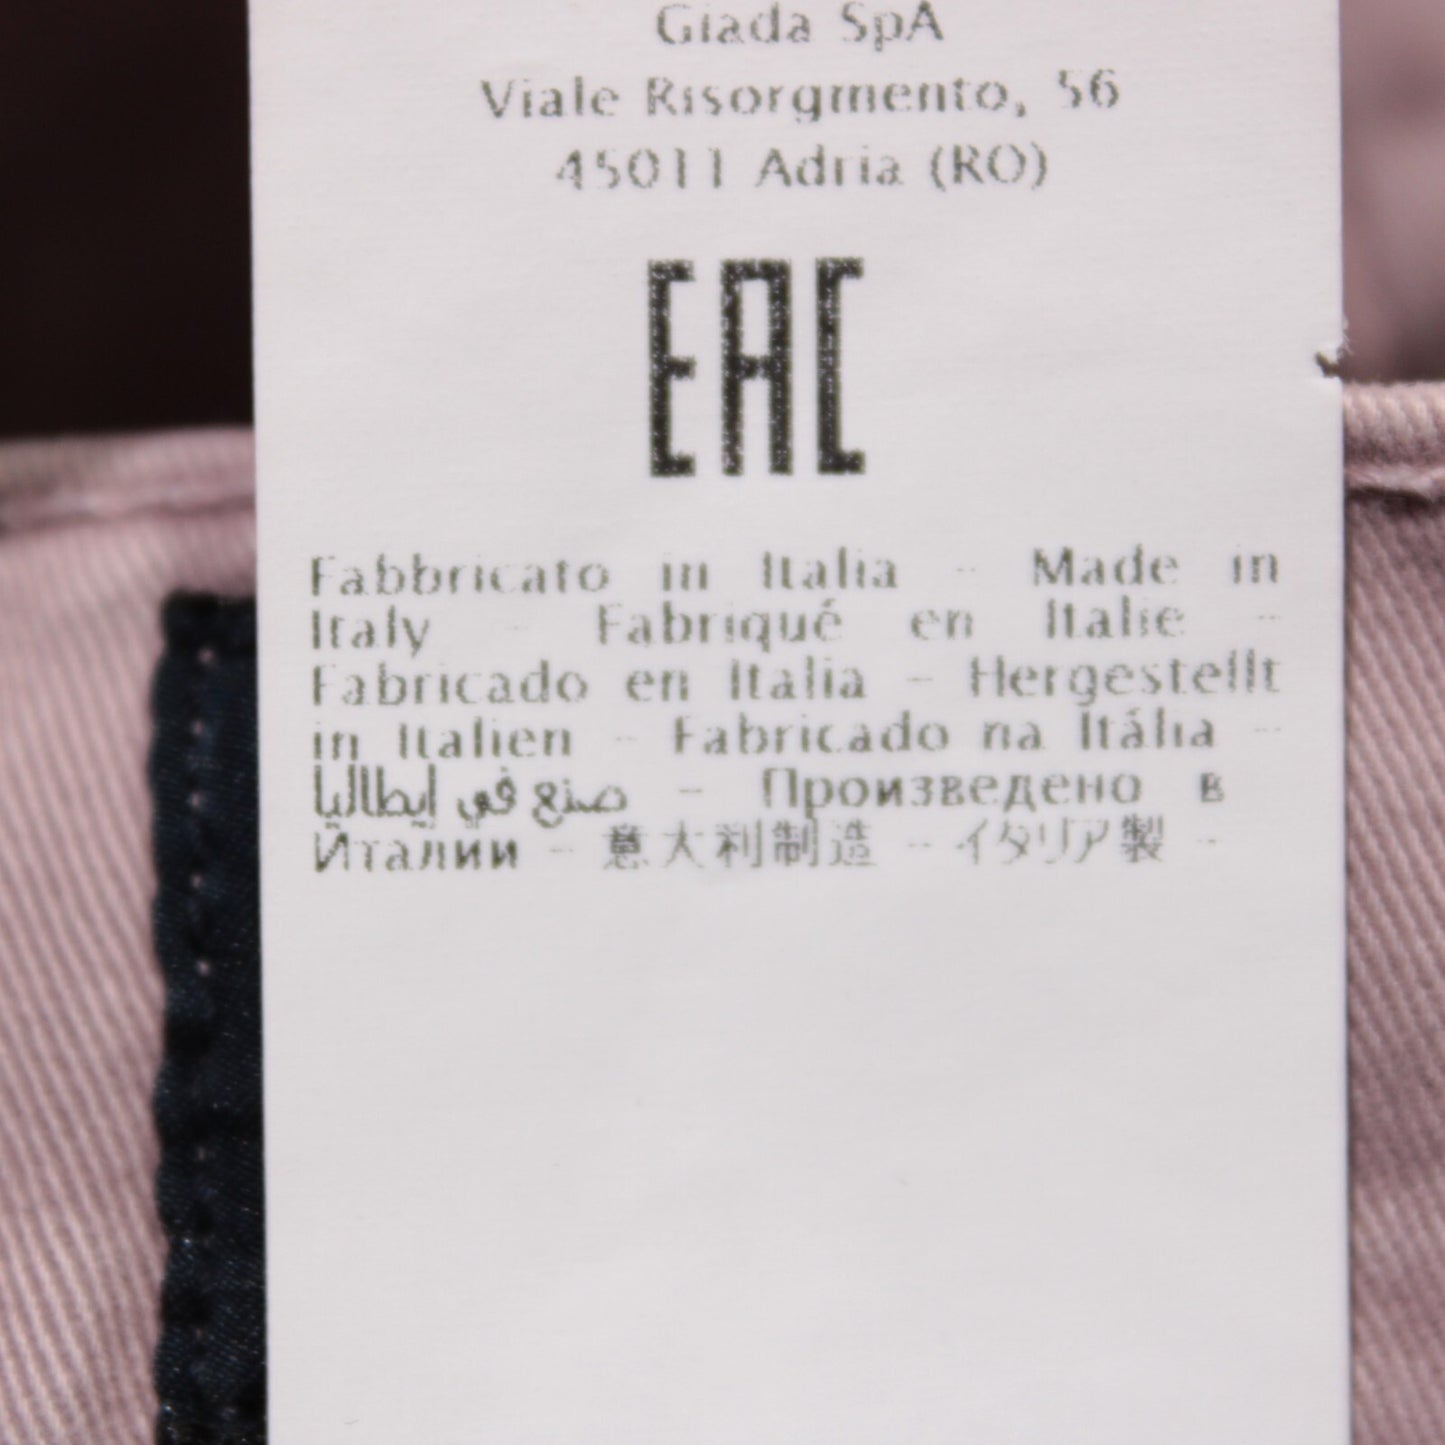 Giada SpA
Viale Risorgmento, 56
45011 Adria (RO)
EAC
Fabbricato in Italia - Made in
Italy - Fabriqué en Italie -
Fabricado en Italia - Hergestellt
in Italien - Fabricado na Itália -
صنع في إيطاليا - Произведено в
Италии - 意大利制造 - イタリア製 -